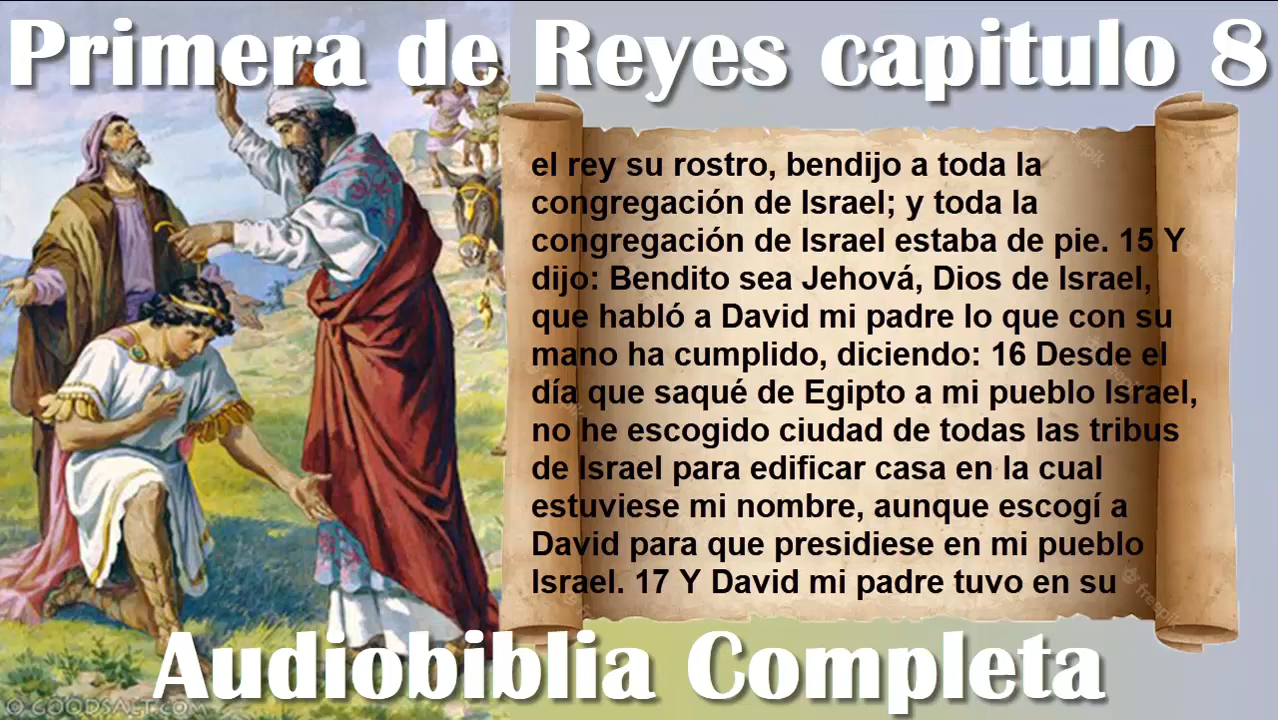 Primera de Reyes capitulo 8
el rey su rostro, bendijo a toda la
congregación de Israel; y toda la
congregación de Israel estaba de pie. 15 Y
dijo: Bendito sea Jehová, Dios de Israel,
que habló a David mi padre lo que con su
mano ha cumplido, diciendo: 16 Desde el
día que saqué de Egipto a mi pueblo Israel,
no he escogido ciudad de todas las tribus
de Israel para edificar casa en la cual
estuviese mi nombre, aunque escogí a
David para que presidiese en mi pueblo
Israel. 17 Y David mi padre tuvo en su
Audiobiblia Completa
© GOODSALT.COM
freepik